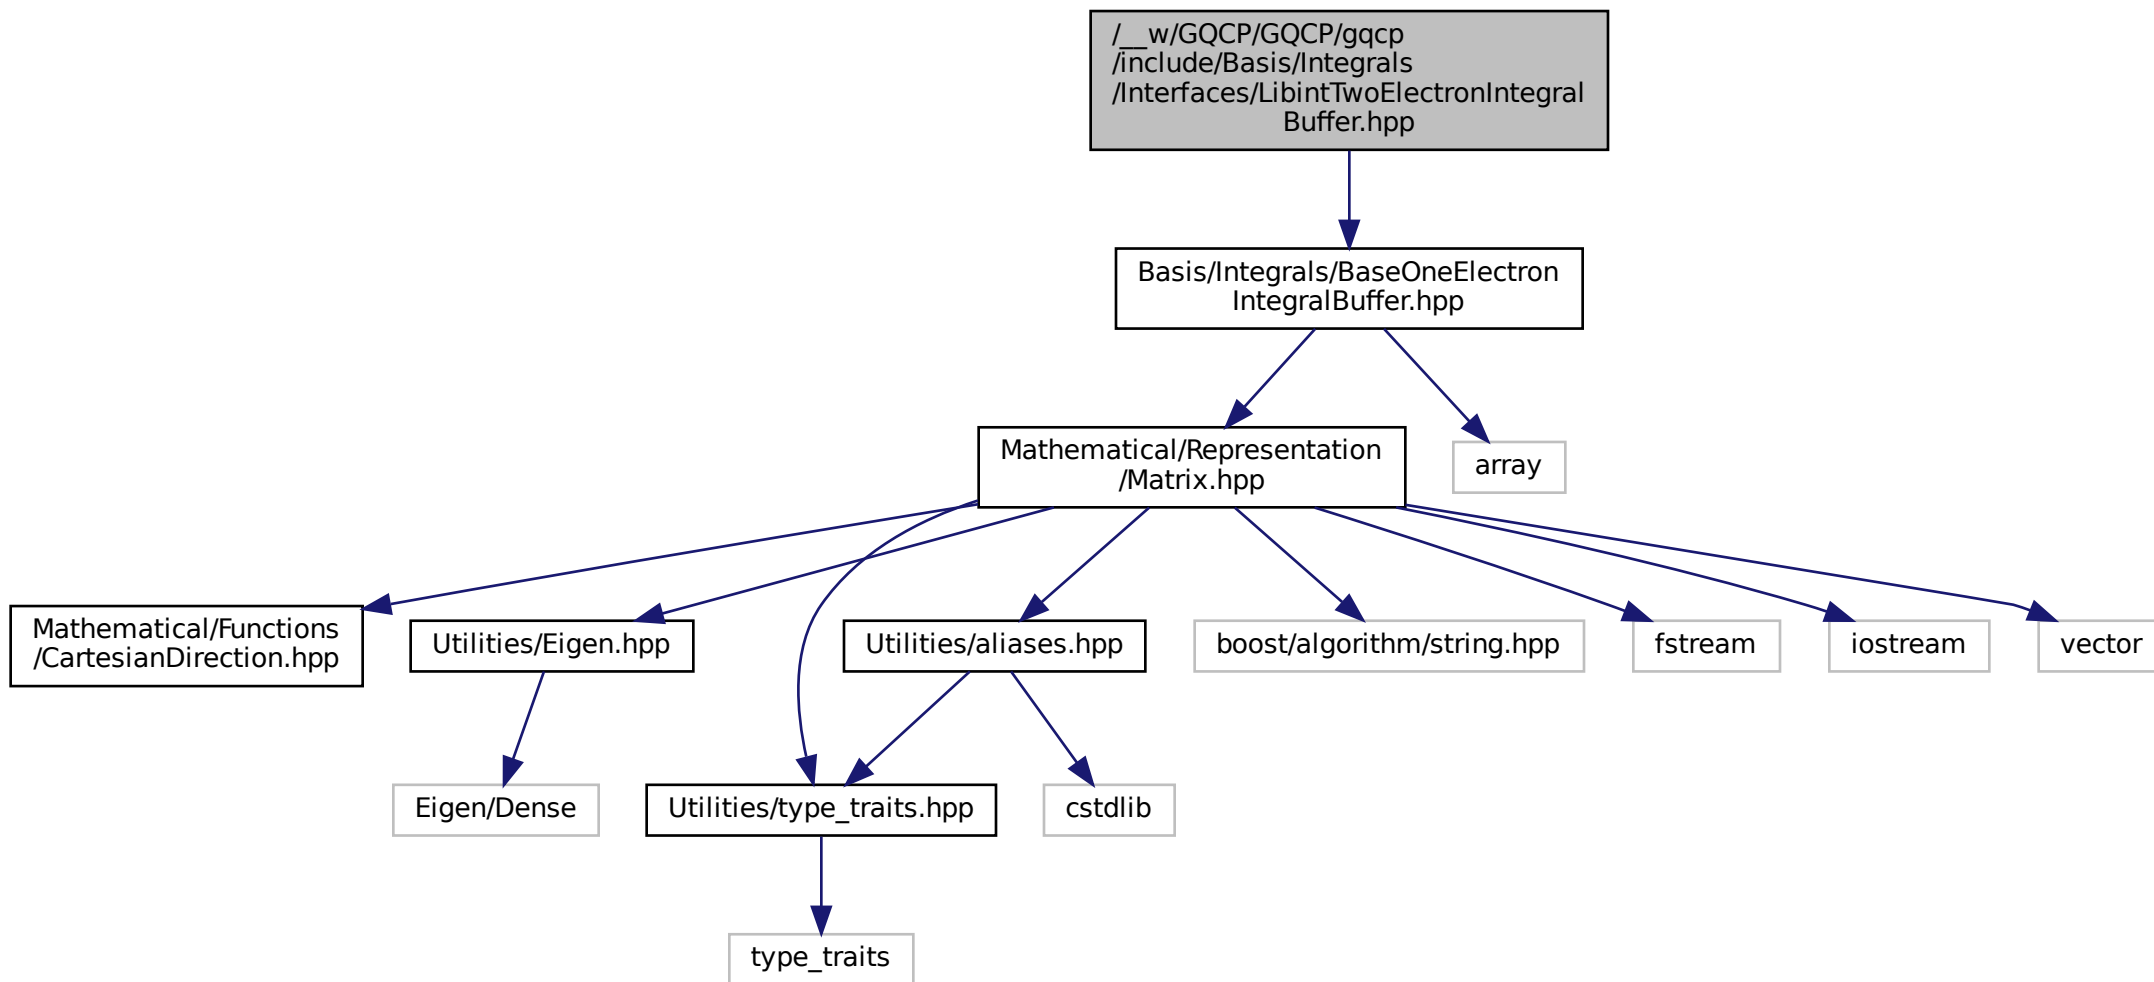 /__w/GQCP/GQCP/gqcp
/include/Basis/Integrals
/Interfaces/LibintTwoElectronIntegral
Buffer.hpp
Basis/Integrals/BaseOneElectron
IntegralBuffer.hpp
Mathematical/Representation
/Matrix.hpp
array
Mathematical/Functions
/CartesianDirection.hpp
Utilities/Eigen.hpp
Utilities/aliases.hpp
boost/algorithm/string.hpp
fstream
iostream
vector
Eigen/Dense
Utilities/type_traits.hpp
cstdlib
type_traits